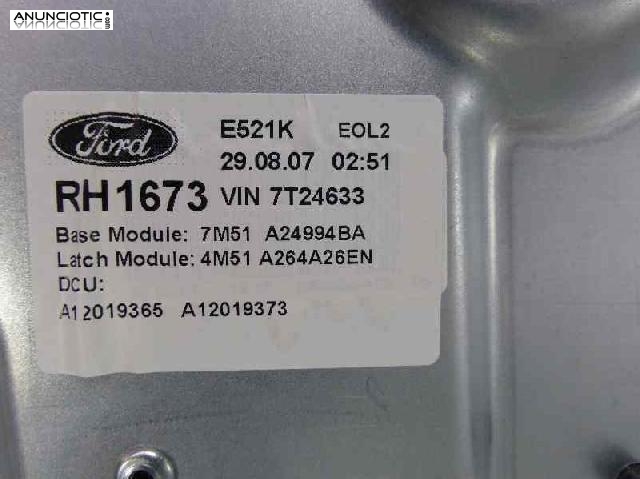 ANUNCIOTIC.COM
Ford
E521K EOL2
29.08.07 02:51
RH1673 VIN 7T24633
Base Module: 7M51 A24994BA
Latch Module: 4M51 A264A26EN
DCU:
A12019365 A12019373